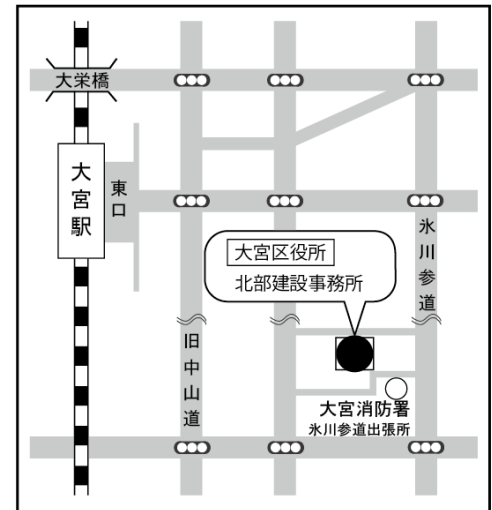 大栄橋
大宮駅
東口
氷川参道
大宮区役所
北部建設事務所
旧中山道
大宮消防署
氷川参道出張所